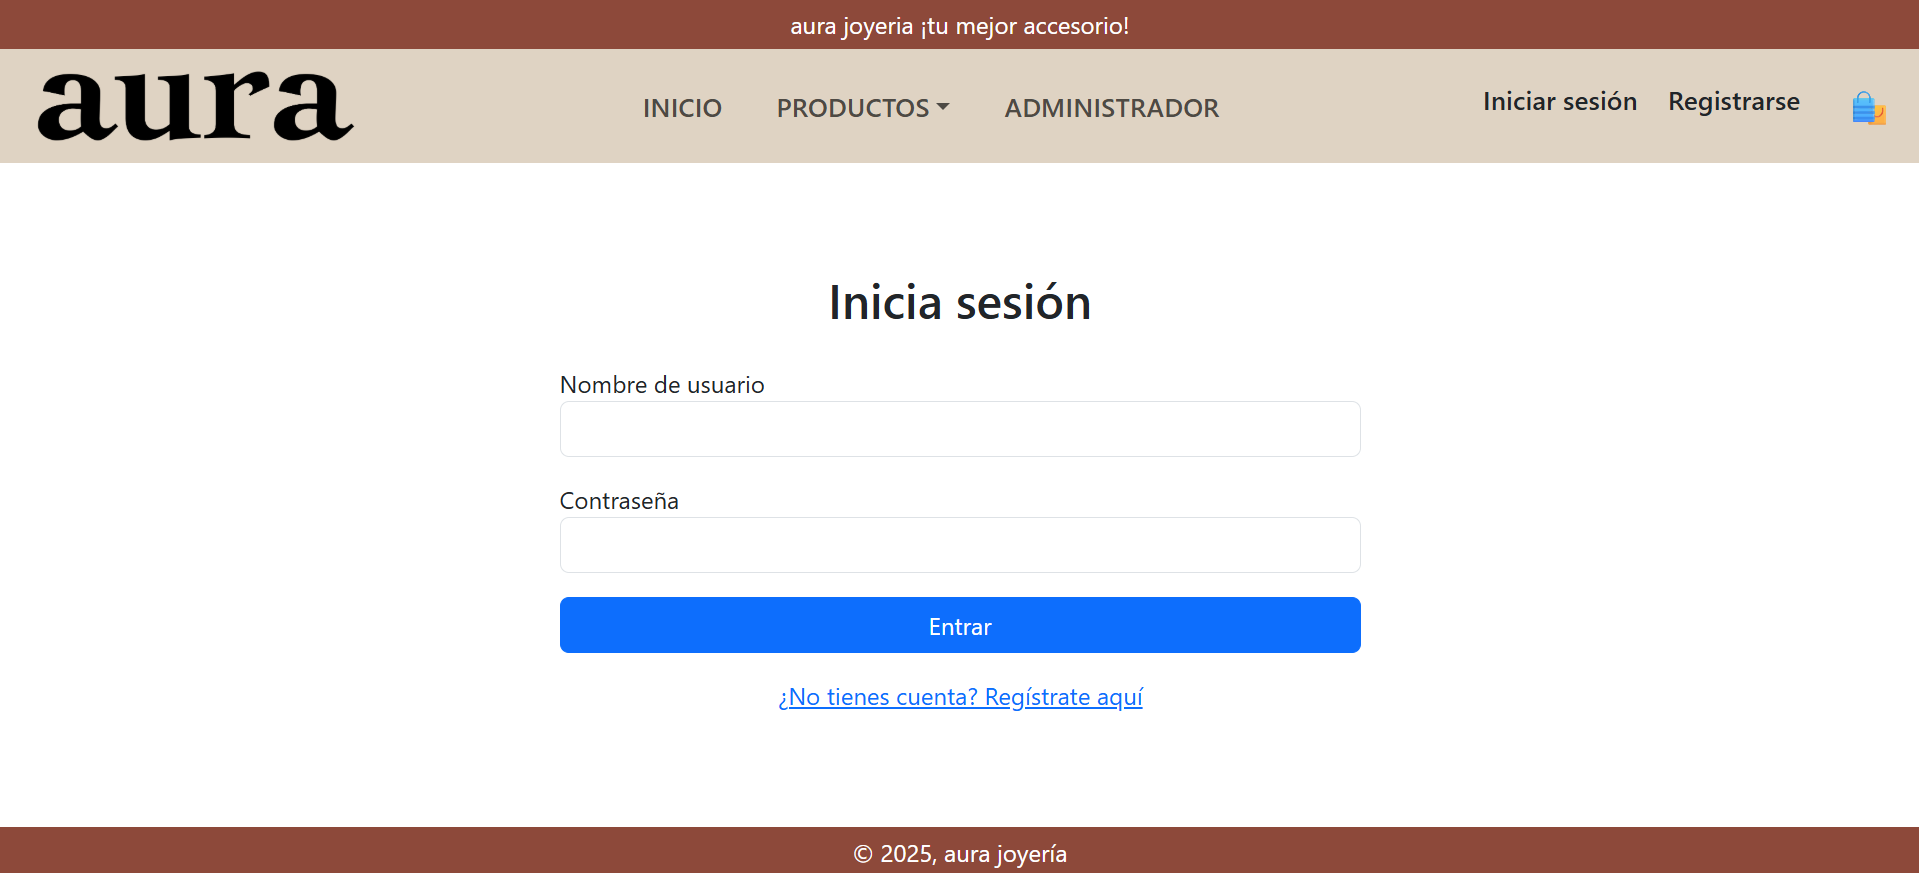 aura joyeria ¡tu mejor accesorio!
aura
INICIO PRODUCTOS ADMINISTRADOR Iniciar sesión Registrarse
Inicia sesión
Nombre de usuario
Contraseña
Entrar
¿No tienes cuenta? Regístrate aquí
© 2025, aura joyería